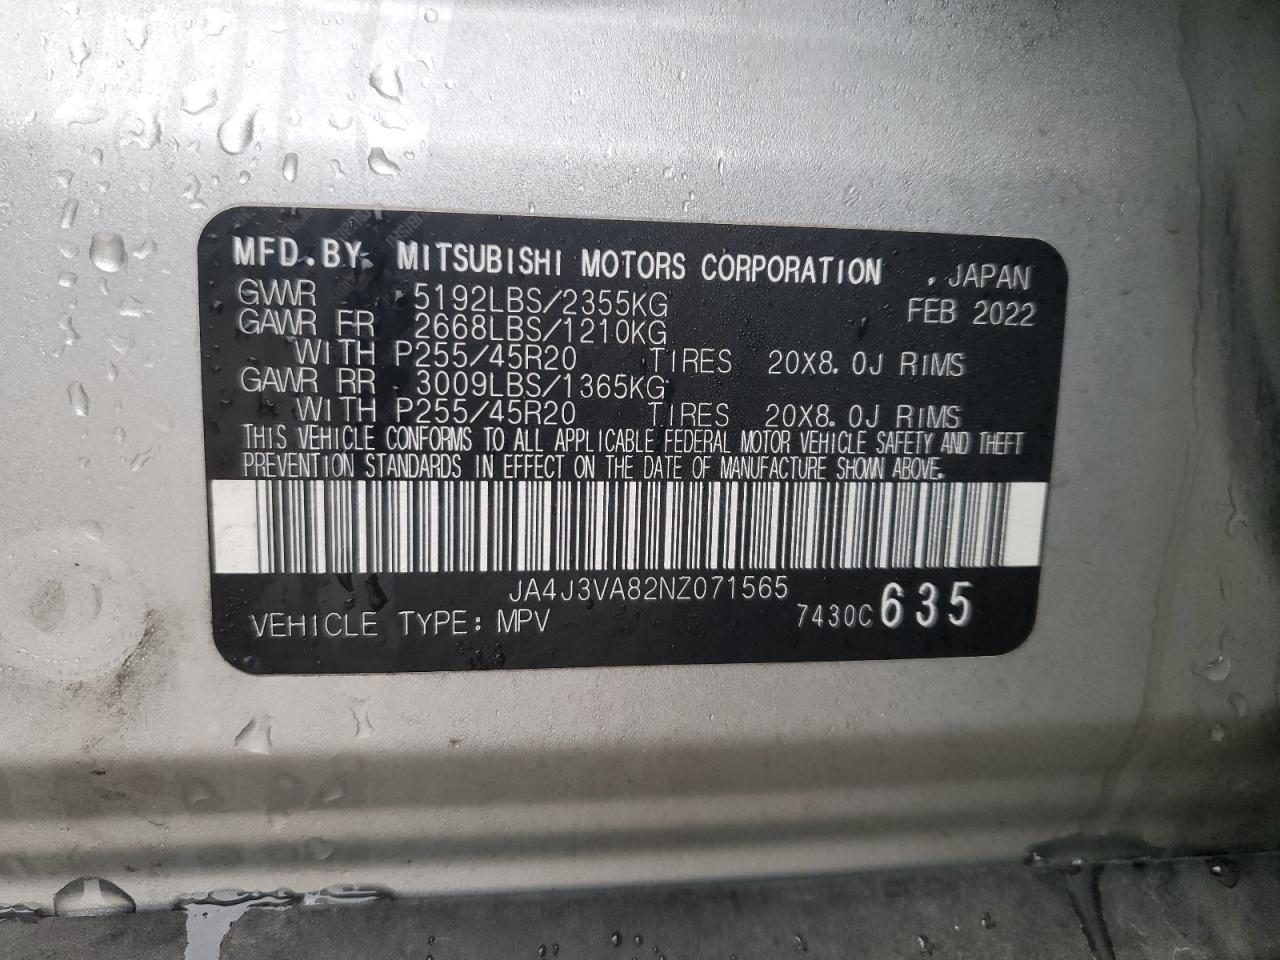 MFD.BY MITSUBISHI MOTORS CORPORATION , JAPAN
GVWR 5192LBS/2355KG FEB 2022
GAWR FR 2668LBS/1210KG
WITH P255/45R20 TIRES 20X8.0J RIMS
GAWR RR 3009LBS/1365KG
WITH P255/45R20 TIRES 20X8.0J RIMS
THIS VEHICLE CONFORMS TO ALL APPLICABLE FEDERAL MOTOR VEHICLE SAFETY AND THEFT
PREVENTION STANDARDS IN EFFECT ON THE DATE OF MANUFACTURE SHOWN ABOVE.
JA4J3VA82NZ071565
VEHICLE TYPE: MPV 7430C 635